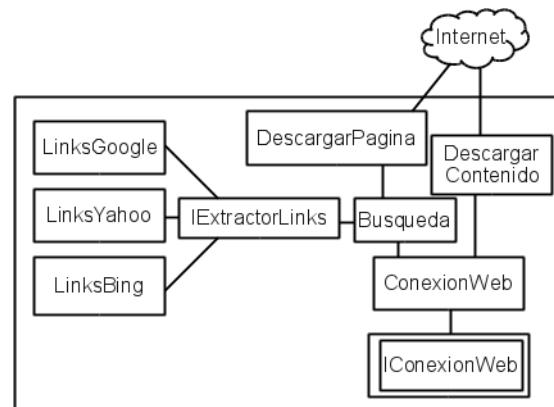 Internet
DescargarPagina
LinksGoogle
Descargar
Contenido
LinksYahoo
IExtractorLinks
Busqueda
LinksBing
ConexionWeb
IConexionWeb